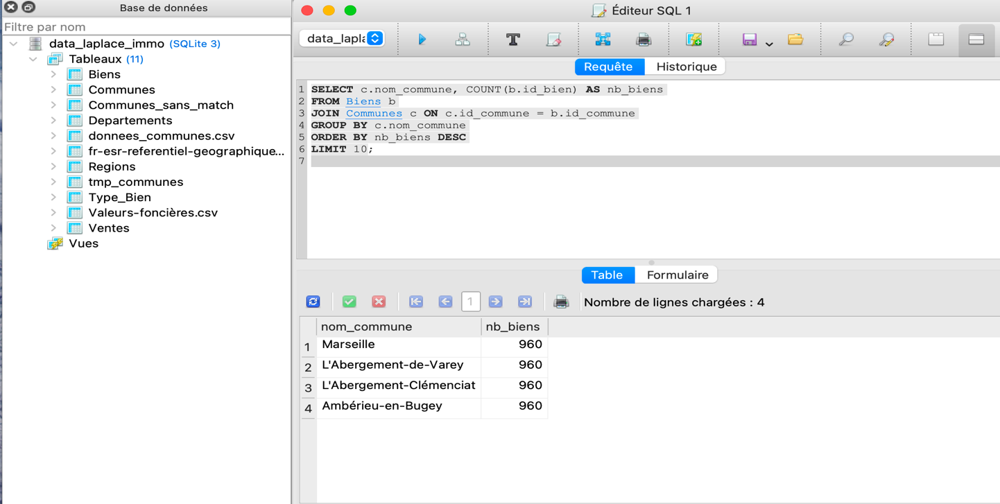 Base de données
Éditeur SQL 1
Filtre par nom
data_laplace_immo (SQLite 3)
Tableaux (11)
Biens
Communes
Communes_sans_match
Departements
donnees_communes.csv
fr-esr-referentiel-geographique...
Regions
tmp_communes
Type_Bien
Valeurs-foncières.csv
Ventes
Vues
data_lapla
Requête Historique
1 SELECT c.nom_commune, COUNT(b.id_bien) AS nb_biens
2 FROM Biens b
3 JOIN Communes c ON c.id_commune = b.id_commune
4 GROUP BY c.nom_commune
5 ORDER BY nb_biens DESC
6 LIMIT 10;
7
Table Formulaire
1 Nombre de lignes chargées : 4
nom_commune nb_biens
1 Marseille 960
2 L'Abergement-de-Varey 960
3 L'Abergement-Clémenciat 960
4 Ambérieu-en-Bugey 960